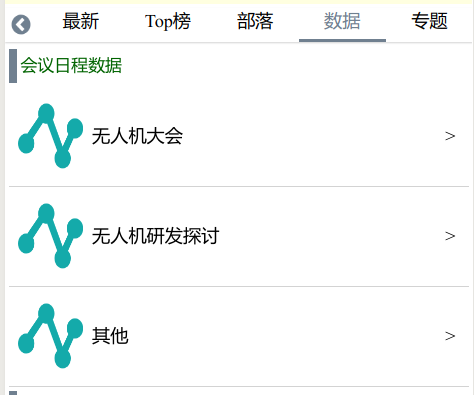 最新 Top榜 部落 数据 专题
会议日程数据
无人机大会 >
无人机研发探讨 >
其他 >